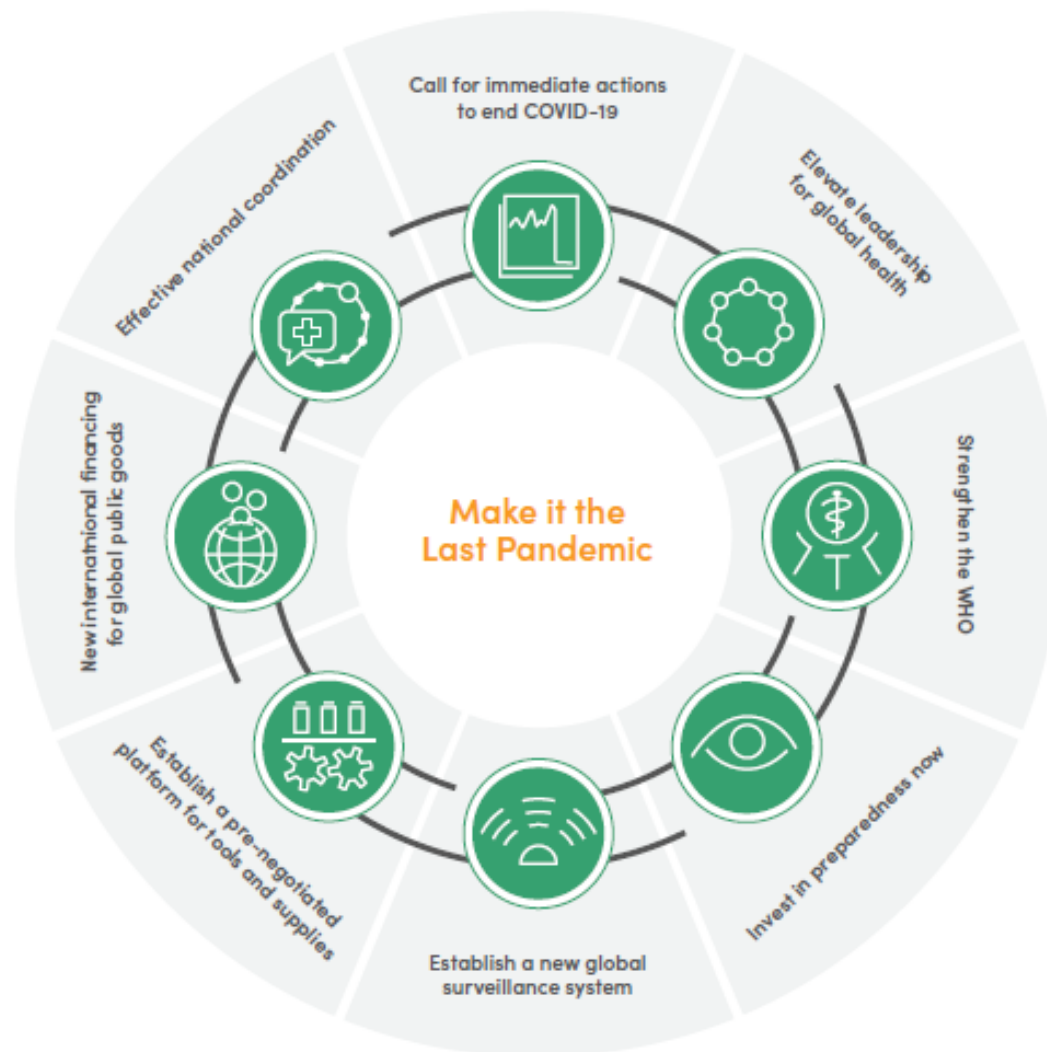 Call for immediate actions
to end COVID-19
Elevate leadership
for global health
Strengthen the WHO
Invest in preparedness now
Establish a new global
surveillance system
Establish a pre-negotiated
platform for tools and supplies
New internatnional financing
for global public goods
Effective national coordination
Make it the
Last Pandemic